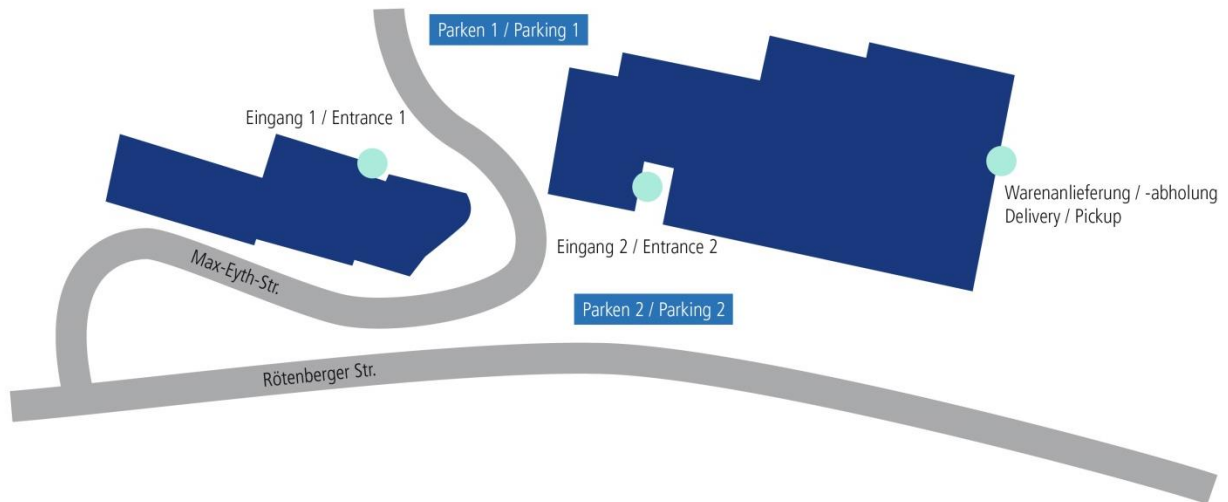 Parken 1 / Parking 1
Eingang 1 / Entrance 1
Warenanlieferung / -abholung
Delivery / Pickup
Eingang 2 / Entrance 2
Max-Eyth-Str.
Parken 2 / Parking 2
Rötenberger Str.